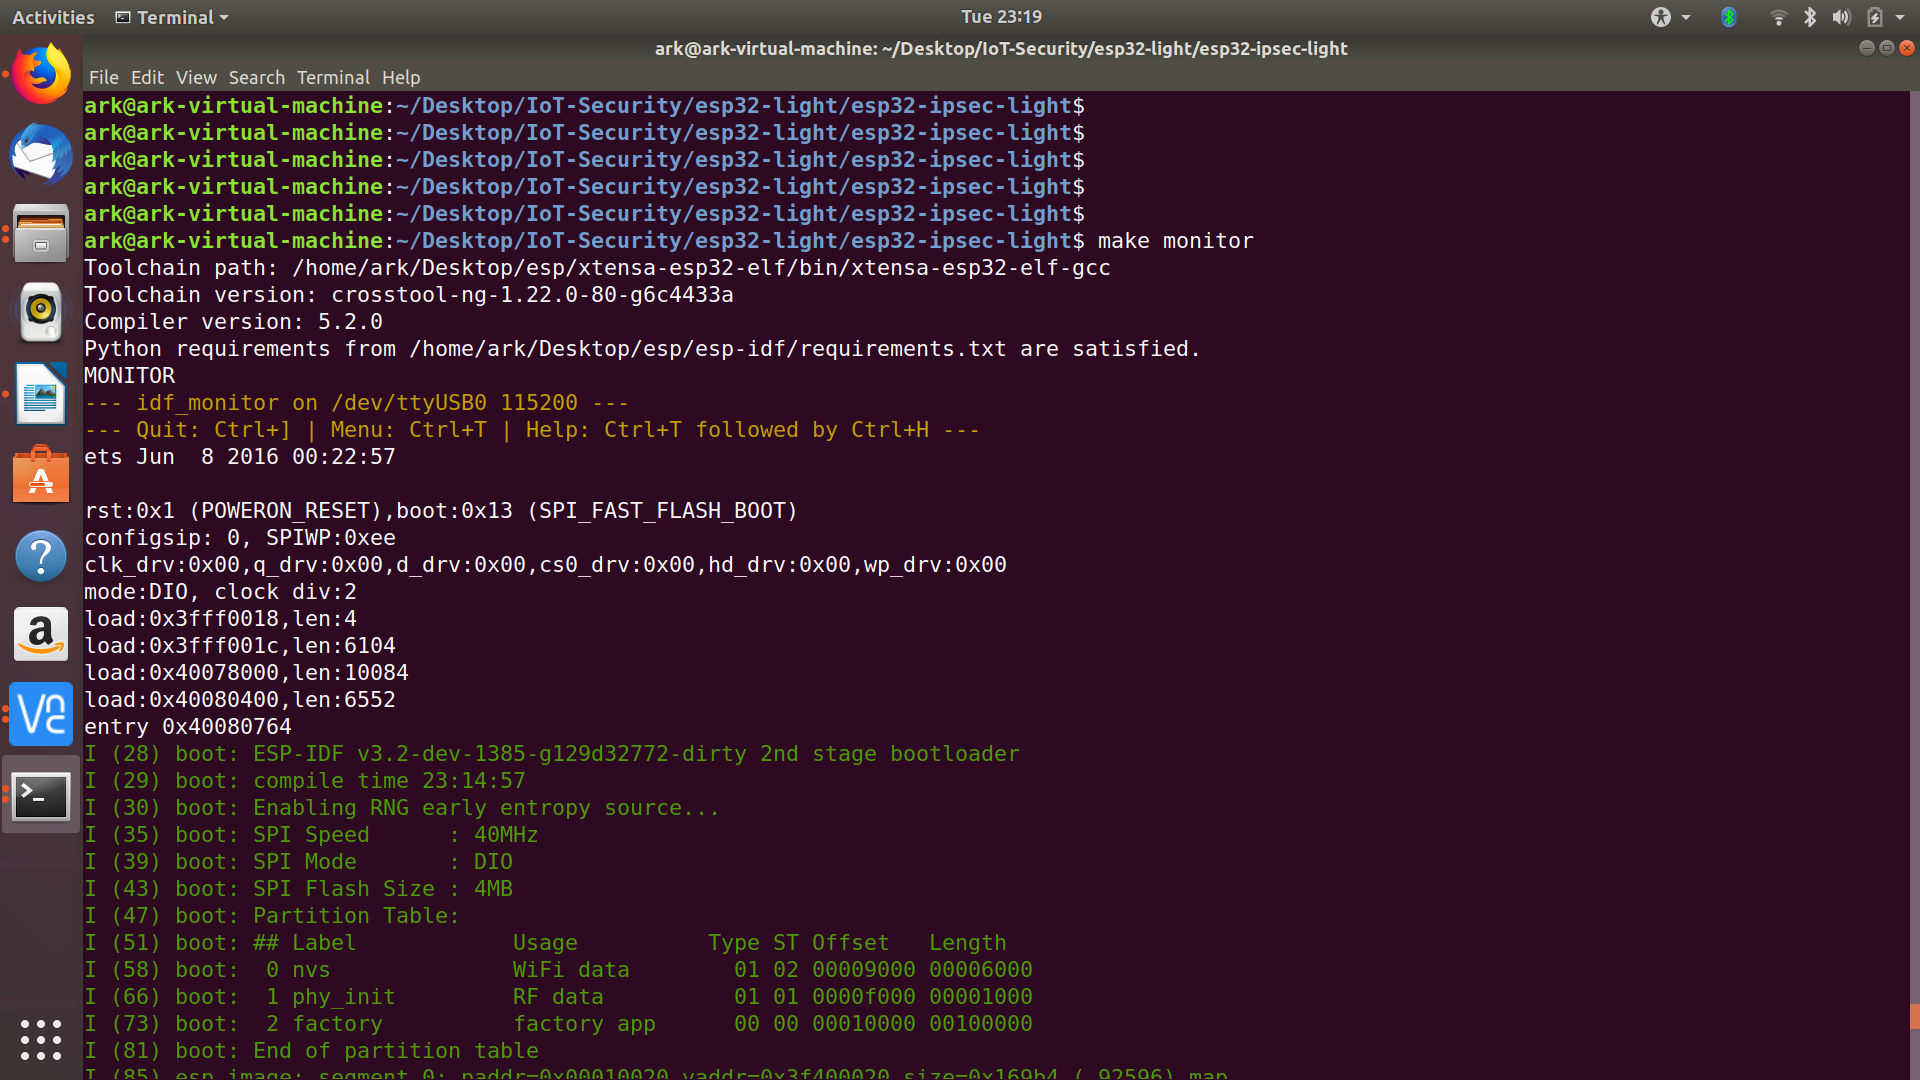 Activities Terminal Tue 23:19
ark@ark-virtual-machine: ~/Desktop/IoT-Security/esp32-light/esp32-ipsec-light
File Edit View Search Terminal Help
ark@ark-virtual-machine:~/Desktop/IoT-Security/esp32-light/esp32-ipsec-light$
ark@ark-virtual-machine:~/Desktop/IoT-Security/esp32-light/esp32-ipsec-light$
ark@ark-virtual-machine:~/Desktop/IoT-Security/esp32-light/esp32-ipsec-light$
ark@ark-virtual-machine:~/Desktop/IoT-Security/esp32-light/esp32-ipsec-light$
ark@ark-virtual-machine:~/Desktop/IoT-Security/esp32-light/esp32-ipsec-light$
ark@ark-virtual-machine:~/Desktop/IoT-Security/esp32-light/esp32-ipsec-light$ make monitor
Toolchain path: /home/ark/Desktop/esp/xtensa-esp32-elf/bin/xtensa-esp32-elf-gcc
Toolchain version: crosstool-ng-1.22.0-80-g6c4433a
Compiler version: 5.2.0
Python requirements from /home/ark/Desktop/esp/esp-idf/requirements.txt are satisfied.
MONITOR
--- idf_monitor on /dev/ttyUSB0 115200 ---
--- Quit: Ctrl+] | Menu: Ctrl+T | Help: Ctrl+T followed by Ctrl+H ---
ets Jun  8 2016 00:22:57
rst:0x1 (POWERON_RESET),boot:0x13 (SPI_FAST_FLASH_BOOT)
configsip: 0, SPIWP:0xee
clk_drv:0x00,q_drv:0x00,d_drv:0x00,cs0_drv:0x00,hd_drv:0x00,wp_drv:0x00
mode:DIO, clock div:2
load:0x3fff0018,len:4
load:0x3fff001c,len:6104
load:0x40078000,len:10084
load:0x40080400,len:6552
entry 0x40080764
I (28) boot: ESP-IDF v3.2-dev-1385-g129d32772-dirty 2nd stage bootloader
I (29) boot: compile time 23:14:57
I (30) boot: Enabling RNG early entropy source...
I (35) boot: SPI Speed      : 40MHz
I (39) boot: SPI Mode       : DIO
I (43) boot: SPI Flash Size : 4MB
I (47) boot: Partition Table:
I (51) boot: ## Label            Usage          Type ST Offset   Length
I (58) boot:  0 nvs              WiFi data        01 02 00009000 00006000
I (66) boot:  1 phy_init         RF data          01 01 0000f000 00001000
I (73) boot:  2 factory          factory app      00 00 00010000 00100000
I (81) boot: End of partition table
I (85) esp_image: segment 0: paddr=0x00010020 vaddr=0x3f400020 size=0x169b4 ( 92596) map